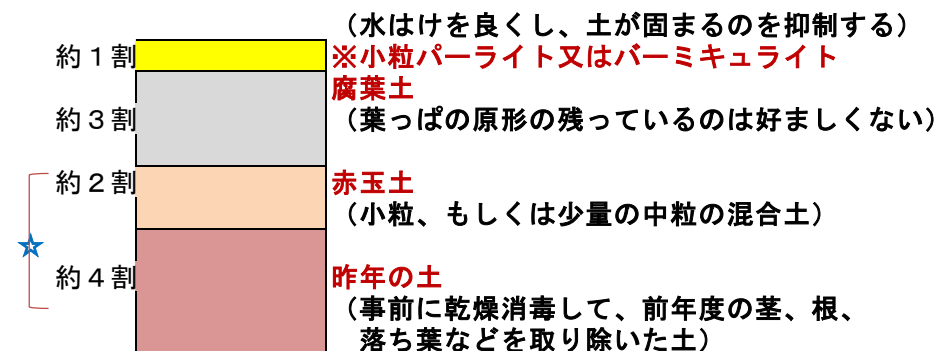 （水はけを良くし、土が固まるのを抑制する）
約１割 ※小粒パーライト又はバーミキュライト
腐葉土
約３割 （葉っぱの原形の残っているのは好ましくない）
約２割 赤玉土
（小粒、もしくは少量の中粒の混合土）
☆
約４割 昨年の土
（事前に乾燥消毒して、前年度の茎、根、
落ち葉などを取り除いた土）